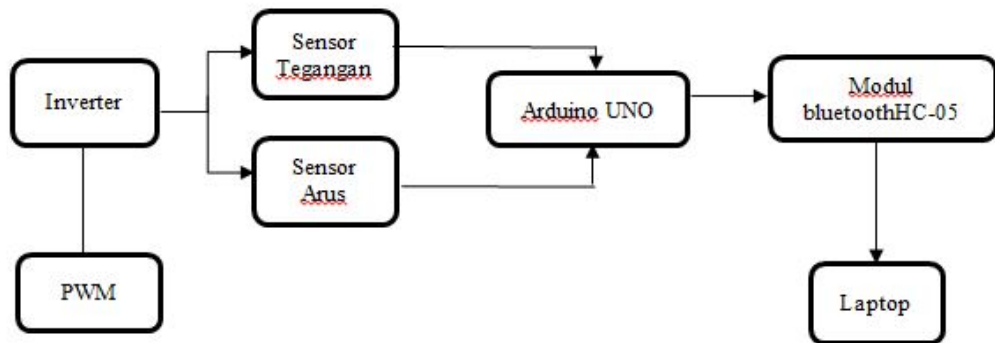 Sensor
Tegangan
Inverter
Arduino UNO
Modul
bluetoothHC-05
Sensor
Arus
PWM
Laptop